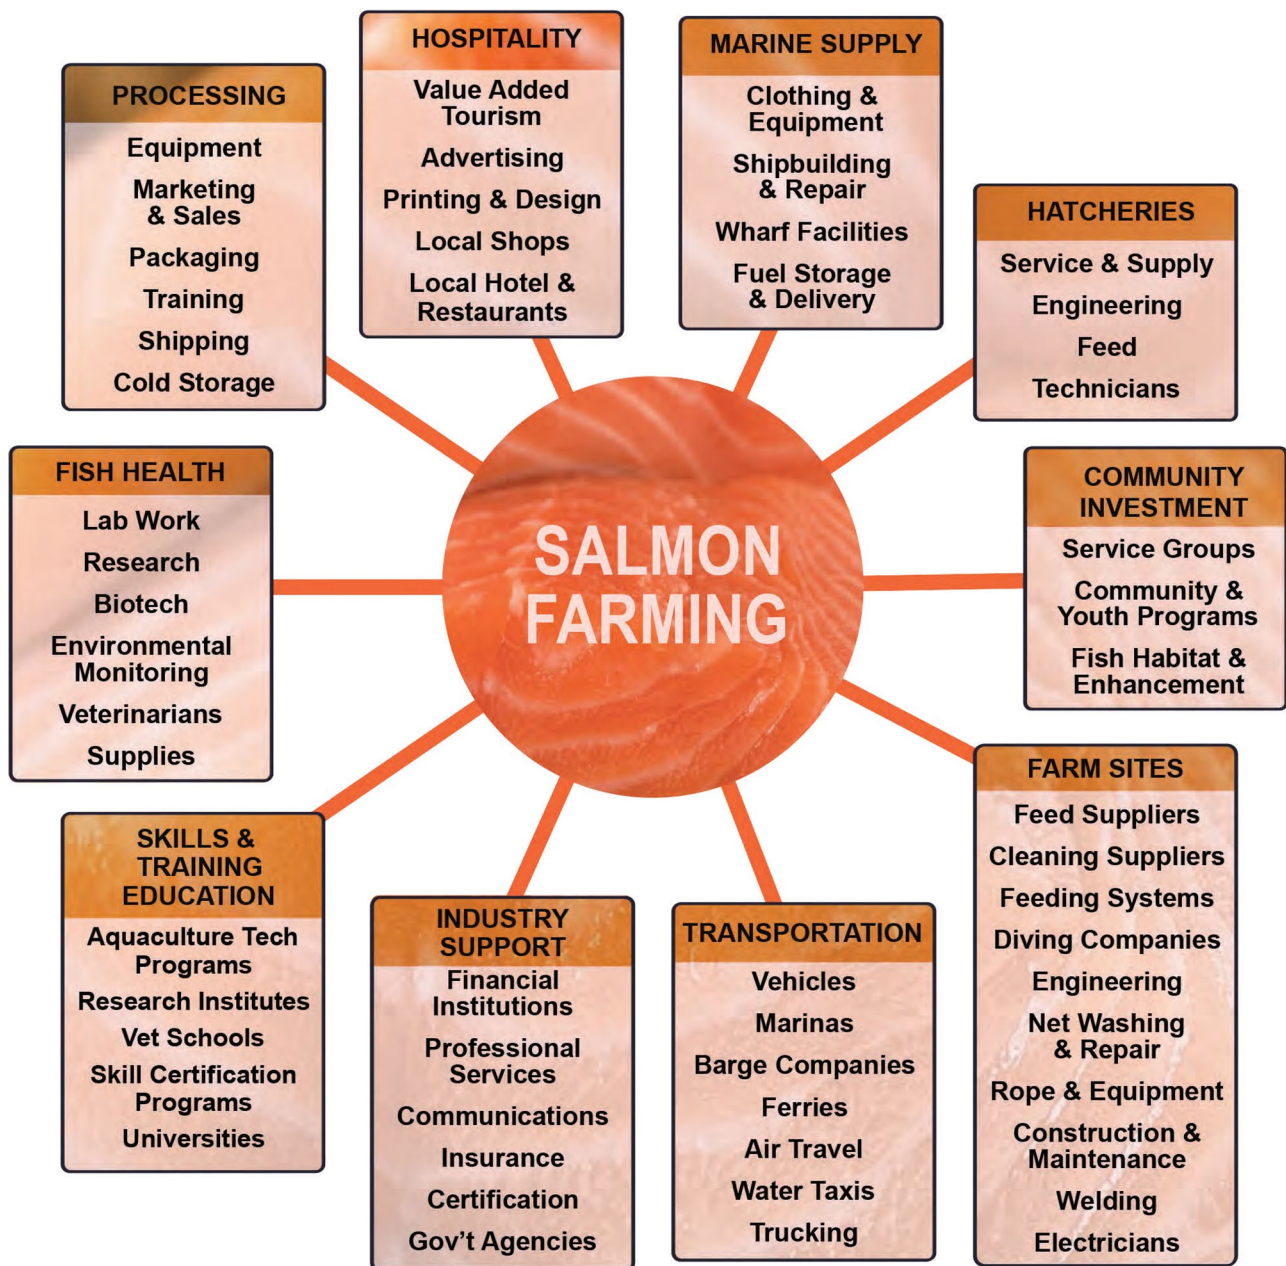 PROCESSING
Equipment
Marketing
& Sales
Packaging
Training
Shipping
Cold Storage
HOSPITALITY
Value Added
Tourism
Advertising
Printing & Design
Local Shops
Local Hotel &
Restaurants
MARINE SUPPLY
Clothing &
Equipment
Shipbuilding
& Repair
Wharf Facilities
Fuel Storage
& Delivery
HATCHERIES
Service & Supply
Engineering
Feed
Technicians
FISH HEALTH
Lab Work
Research
Biotech
Environmental
Monitoring
Veterinarians
Supplies
SALMON
FARMING
COMMUNITY
INVESTMENT
Service Groups
Community &
Youth Programs
Fish Habitat &
Enhancement
SKILLS &
TRAINING
EDUCATION
Aquaculture Tech
Programs
Research Institutes
Vet Schools
Skill Certification
Programs
Universities
INDUSTRY
SUPPORT
Financial
Institutions
Professional
Services
Communications
Insurance
Certification
Gov't Agencies
TRANSPORTATION
Vehicles
Marinas
Barge Companies
Ferries
Air Travel
Water Taxis
Trucking
FARM SITES
Feed Suppliers
Cleaning Suppliers
Feeding Systems
Diving Companies
Engineering
Net Washing
& Repair
Rope & Equipment
Construction &
Maintenance
Welding
Electricians